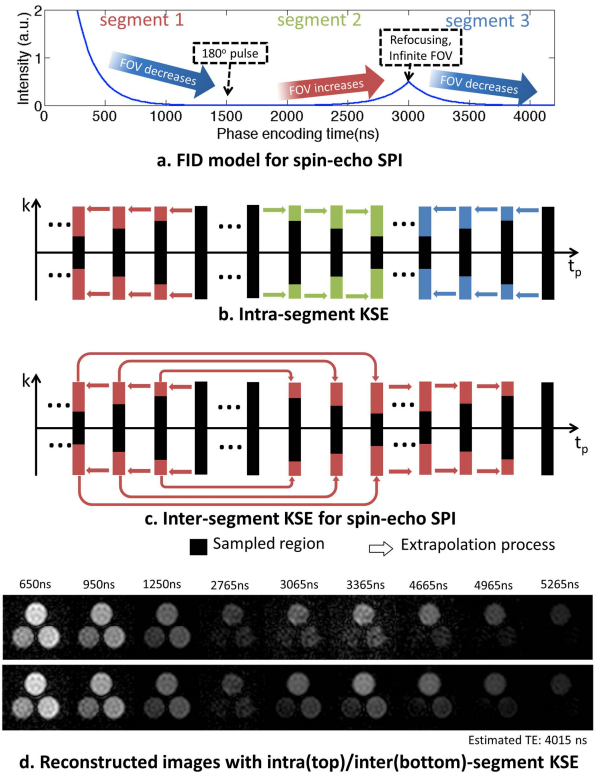 segment 1 segment 2 segment 3
Intensity (a.u.)
2
1
0
FOV decreases
180º pulse
FOV increases
Refocusing,
Infinite FOV
FOV decreases
0 500 1000 1500 2000 2500 3000 3500 4000
Phase encoding time(ns)
a. FID model for spin-echo SPI
k
... ... ...
... ... ...
tp
b. Intra-segment KSE
k
... ... ...
... ... ...
tp
c. Inter-segment KSE for spin-echo SPI
Sampled region Extrapolation process
650ns 950ns 1250ns 2765ns 3065ns 3365ns 4665ns 4965ns 5265ns
Estimated TE: 4015 ns
d. Reconstructed images with intra(top)/inter(bottom)-segment KSE